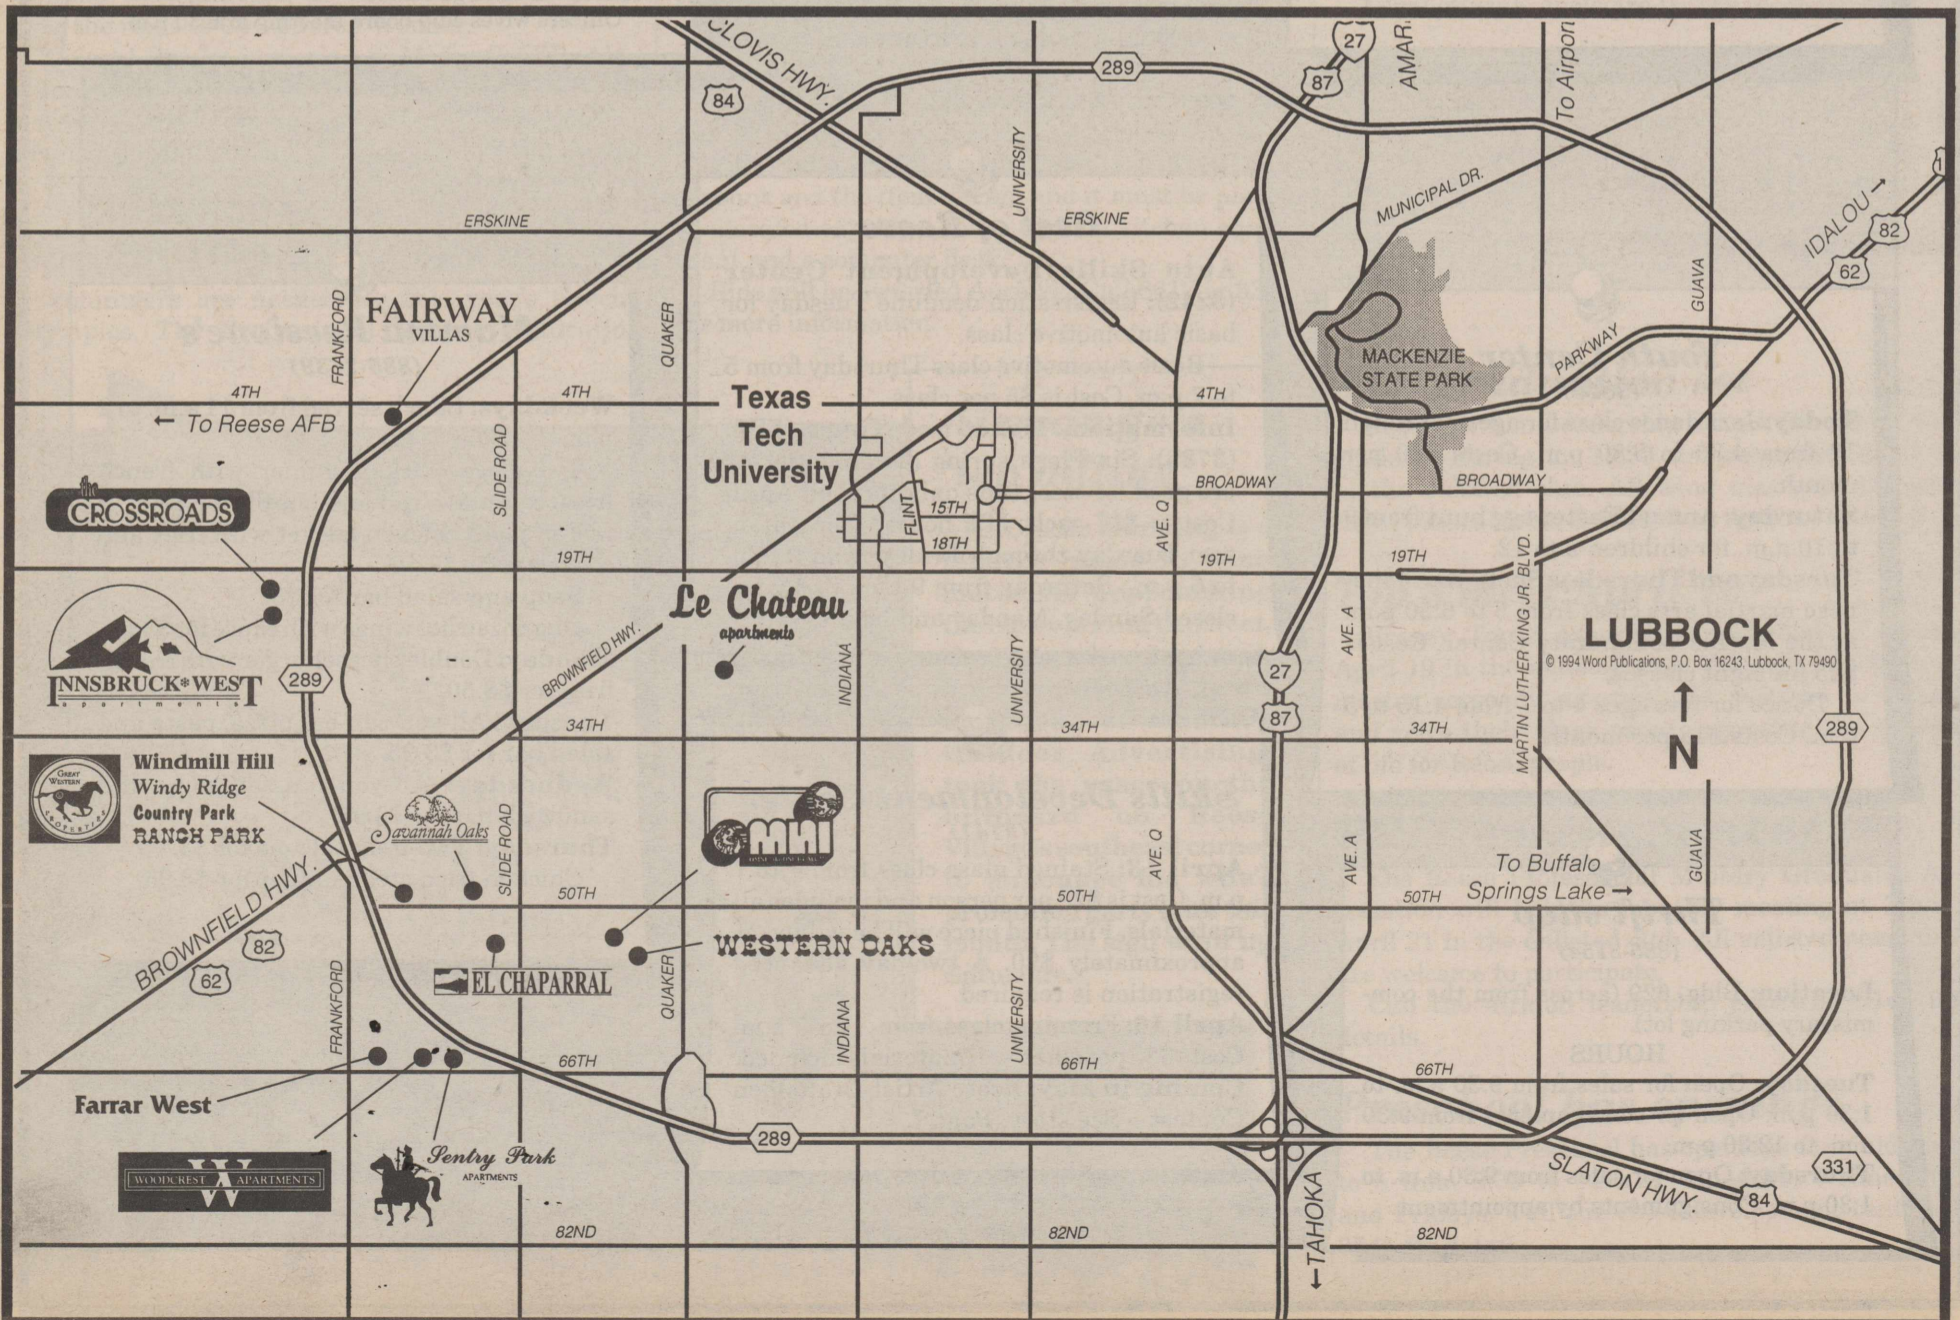 CLOVIS HWY.
84
289
27
87
AMAR
To Airport
UNIVERSITY
ERSKINE
ERSKINE
MUNICIPAL DR.
IDALOU →
82
62
GUAVA
FRANKFORD
FAIRWAY
VILLAS
QUAKER
MACKENZIE
STATE PARK
PARKWAY
4TH
4TH
4TH
← To Reese AFB
SLIDE ROAD
Texas
Tech
University
FLINT
15TH
18TH
AVE. Q
BROADWAY
BROADWAY
the
CROSSROADS
19TH
19TH
19TH
INNSBRUCK*WEST
apartments
289
BROWNFIELD HWY.
Le Chateau
apartments
INDIANA
UNIVERSITY
27
87
AVE. A
MARTIN LUTHER KING JR. BLVD.
LUBBOCK
© 1994 Word Publications, P.O. Box 16243, Lubbock, TX 79490
↑
N
289
34TH
34TH
34TH
GREAT
WESTERN
PROPERTIES
Windmill Hill
Windy Ridge
Country Park
RANCH PARK
Savannah Oaks
SLIDE ROAD
AVE. Q
AVE. A
To Buffalo
Springs Lake →
GUAVA
50TH
50TH
50TH
BROWNFIELD HWY.
82
62
EL CHAPARRAL
WESTERN OAKS
FRANKFORD
QUAKER
INDIANA
UNIVERSITY
66TH
66TH
66TH
Farrar West
WOODCREST W APARTMENTS
Sentry Park
APARTMENTS
289
SLATON HWY.
84
331
← TAHOKA
82ND
82ND
82ND